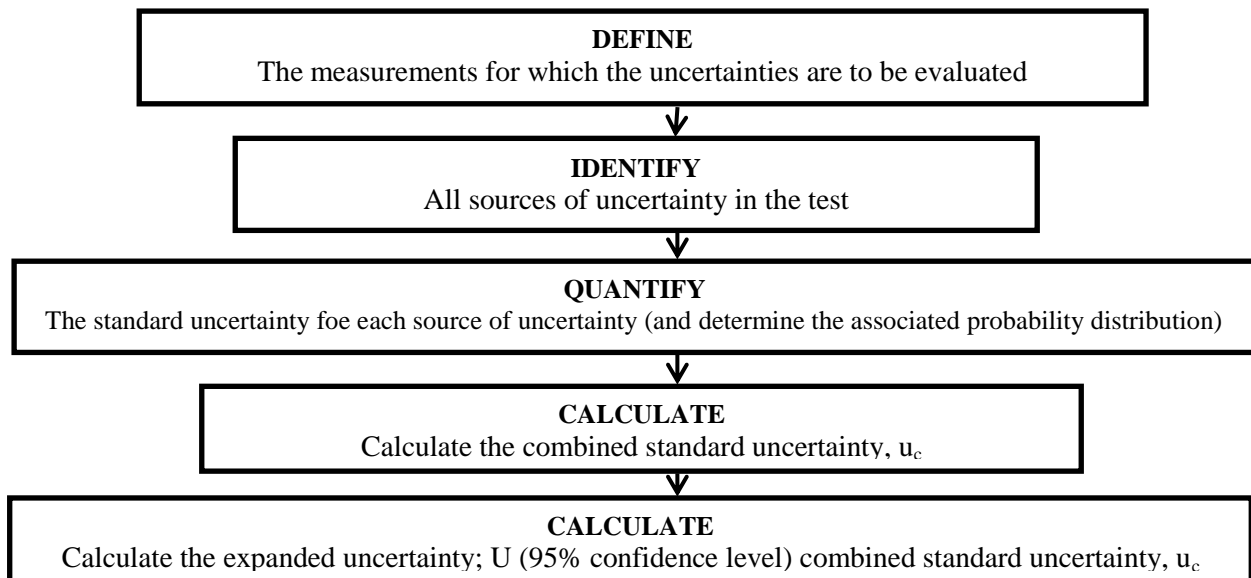 DEFINE
The measurements for which the uncertainties are to be evaluated
IDENTIFY
All sources of uncertainty in the test
QUANTIFY
The standard uncertainty foe each source of uncertainty (and determine the associated probability distribution)
CALCULATE
Calculate the combined standard uncertainty, u_c
CALCULATE
Calculate the expanded uncertainty; U (95% confidence level) combined standard uncertainty, u_c